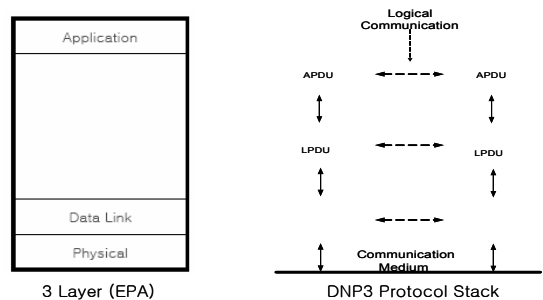 Application
Data Link
Physical
3 Layer (EPA)
Logical
Communication
APDU
APDU
LPDU
LPDU
Communication
Medium
DNP3 Protocol Stack